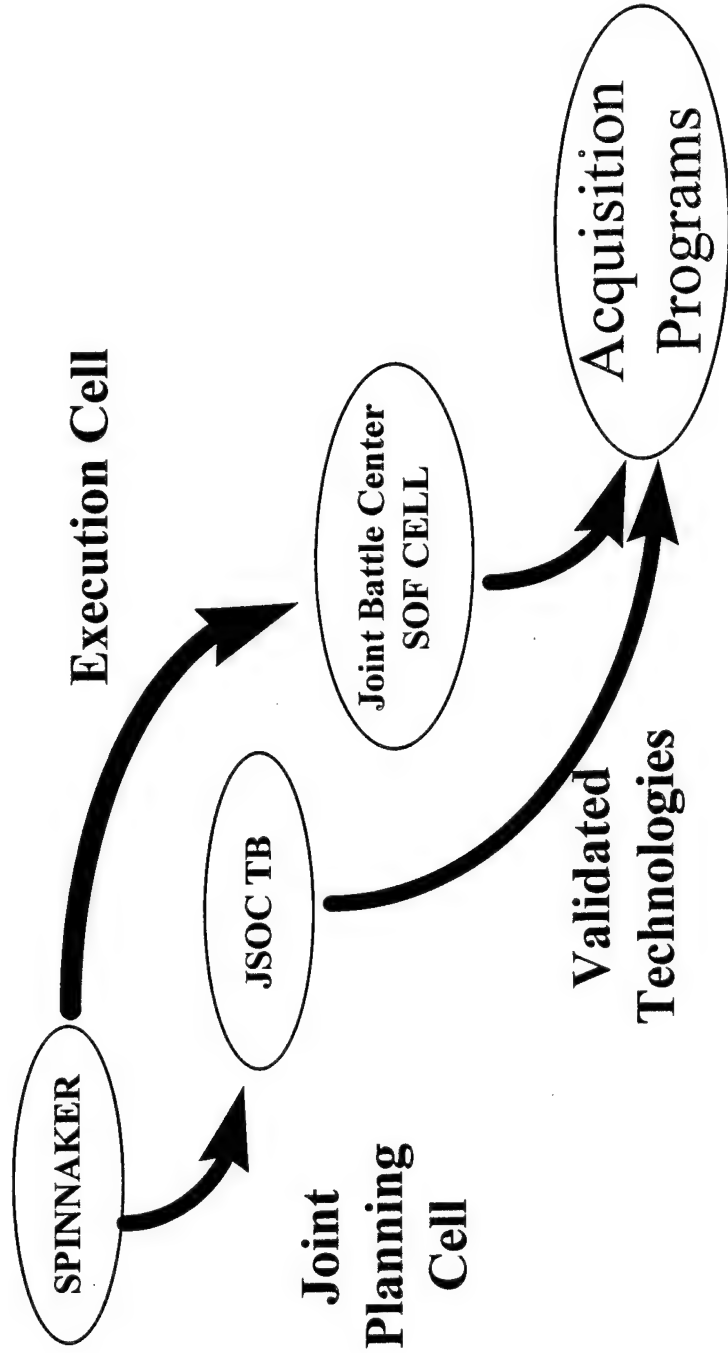 SPINNAKER
Execution Cell
JSOC TB
Joint Battle Center
SOF CELL
Joint
Planning
Cell
Validated
Technologies
Acquisition
Programs